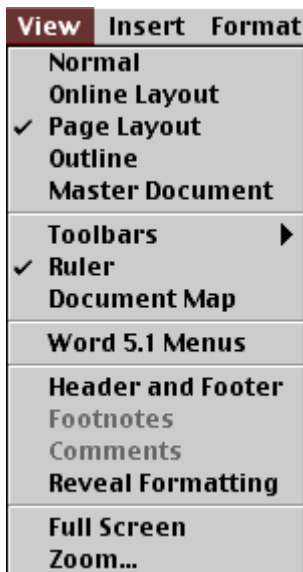 View Insert Format
Normal
Online Layout
✓ Page Layout
Outline
Master Document
Toolbars ▶
✓ Ruler
Document Map
Word 5.1 Menus
Header and Footer
Footnotes
Comments
Reveal Formatting
Full Screen
Zoom...